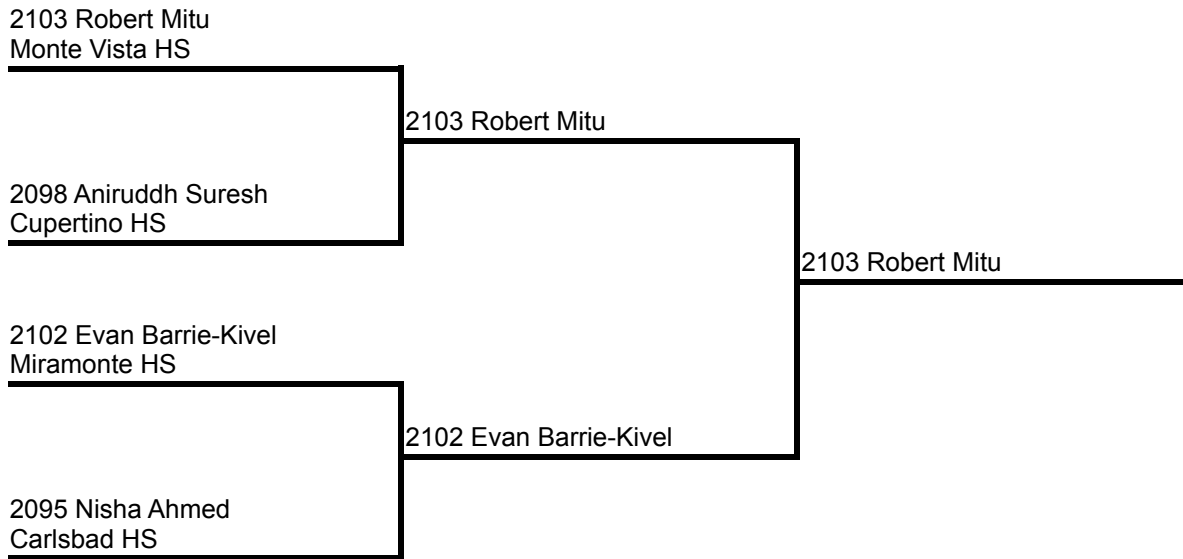 2103 Robert Mitu
Monte Vista HS
2103 Robert Mitu
2098 Aniruddh Suresh
Cupertino HS
2103 Robert Mitu
2102 Evan Barrie-Kivel
Miramonte HS
2102 Evan Barrie-Kivel
2095 Nisha Ahmed
Carlsbad HS